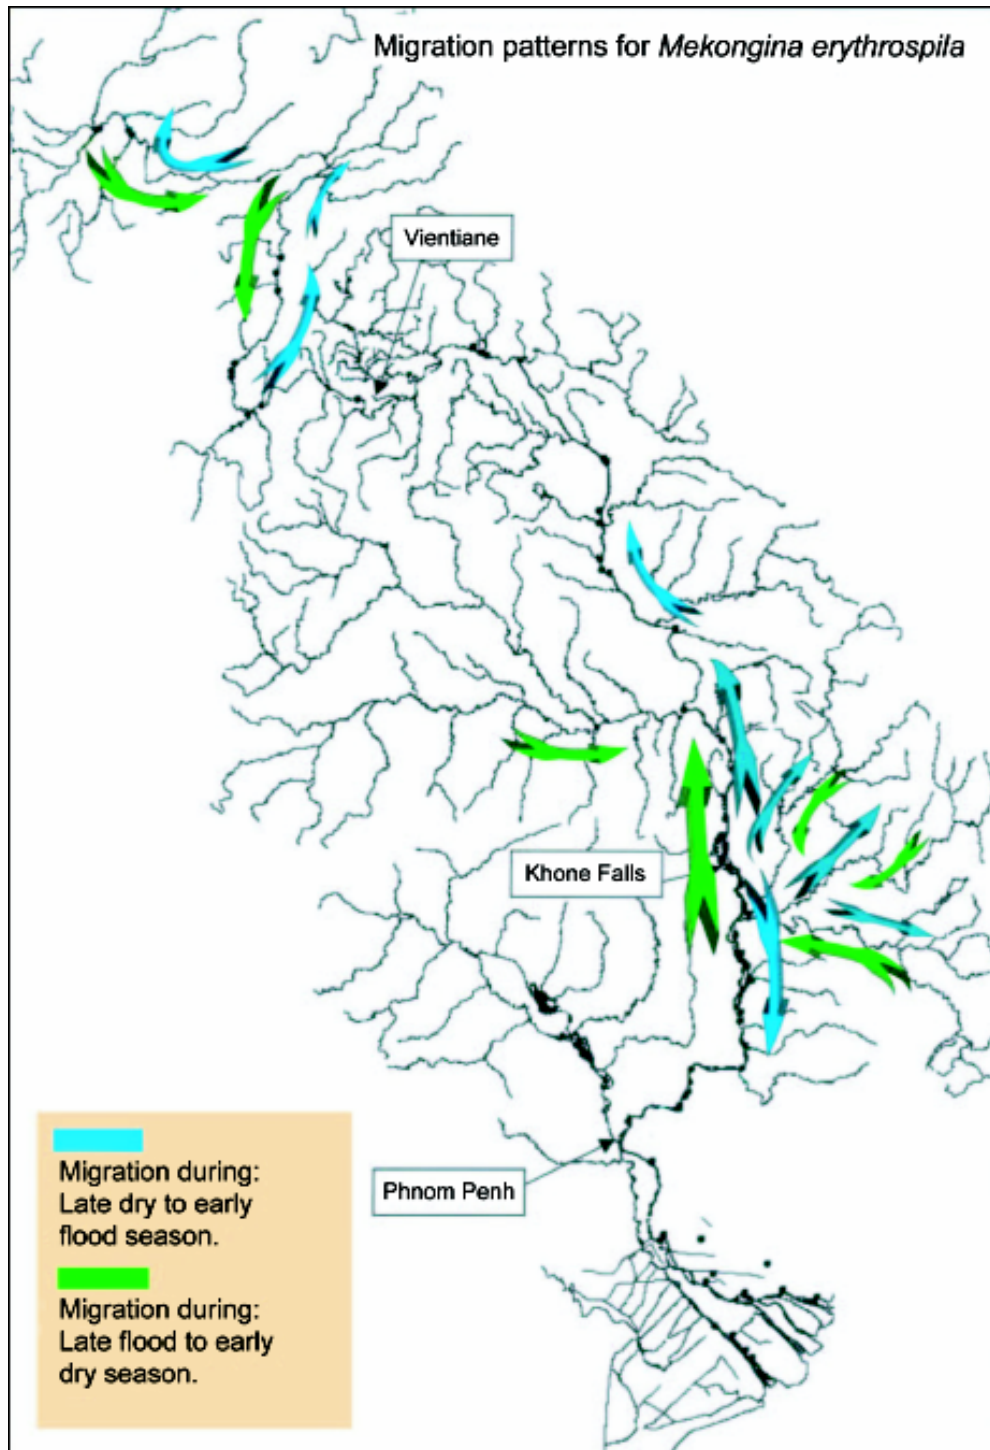 Migration patterns for Mekongina erythrospila
Vientiane
Khone Falls
Phnom Penh
Migration during:
Late dry to early
flood season.
Migration during:
Late flood to early
dry season.